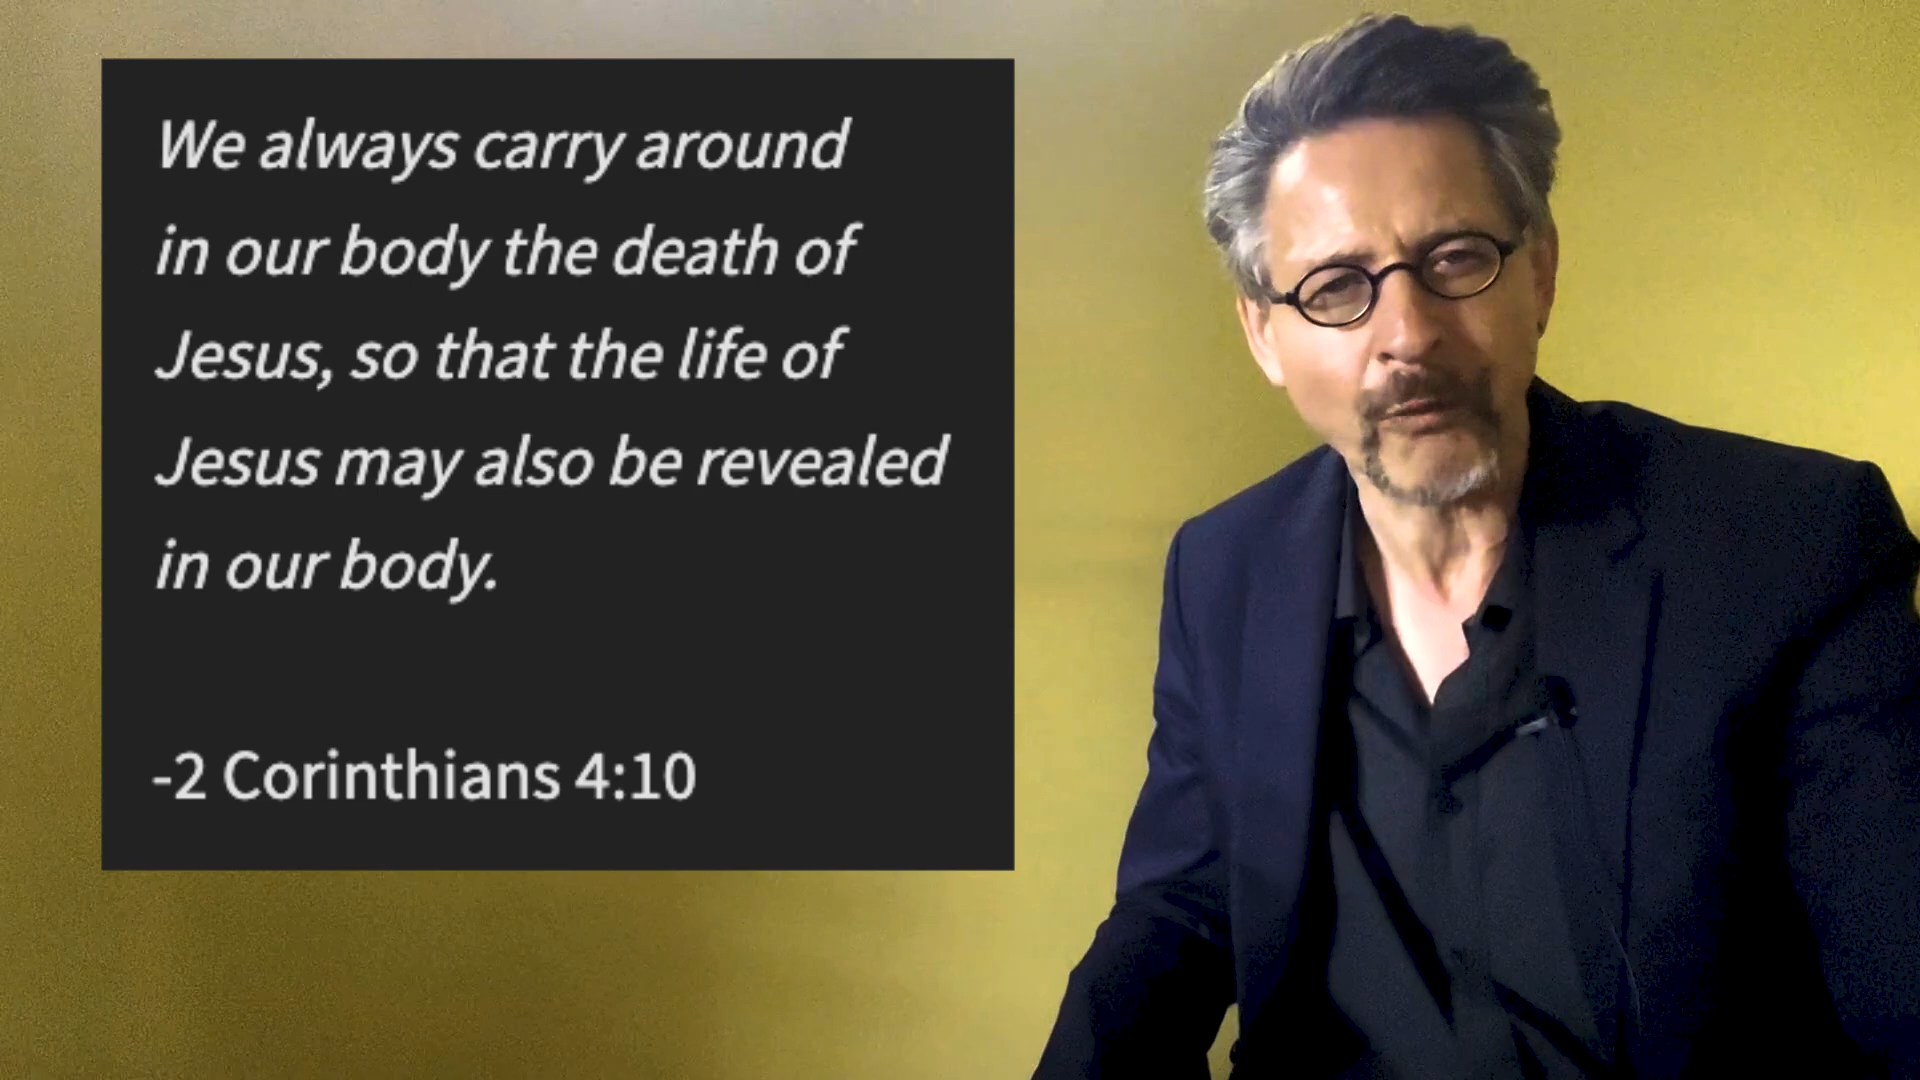 We always carry around
in our body the death of
Jesus, so that the life of
Jesus may also be revealed
in our body.
-2 Corinthians 4:10